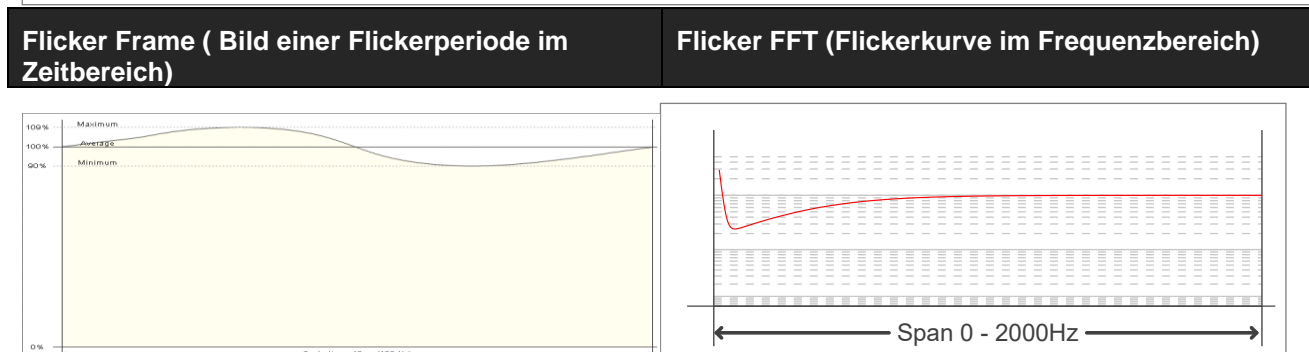 Flicker Frame ( Bild einer Flickerperiode im
Zeitbereich)
Flicker FFT (Flickerkurve im Frequenzbereich)
109%
Maximum
100%
Average
90%
Minimum
0%
Span 0 - 2000Hz